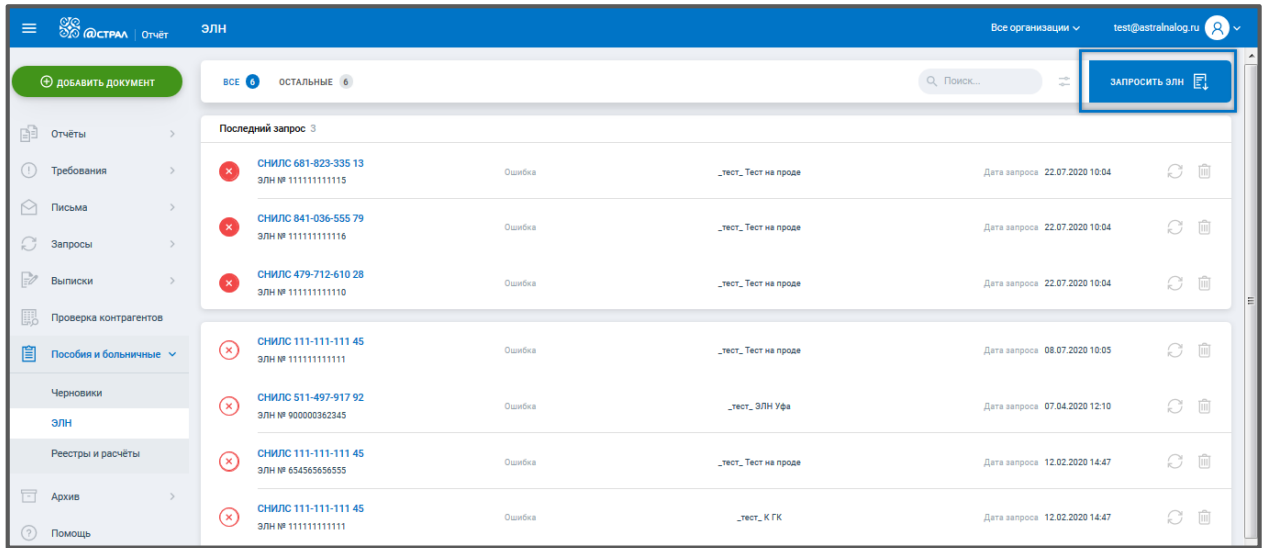 @СТРАЛ | Отчёт
ЭЛН
Все организации
test@astralnalog.ru
ДОБАВИТЬ ДОКУМЕНТ
ВСЕ 6
ОСТАЛЬНЫЕ 6
Поиск...
ЗАПРОСИТЬ ЭЛН
Отчёты
Требования
Письма
Запросы
Выписки
Проверка контрагентов
Пособия и больничные
Черновики
ЭЛН
Реестры и расчёты
Архив
Помощь
Последний запрос 3
СНИЛС 681-823-335 13
ЭЛН № 111111111115
Ошибка
_тест_ Тест на проде
Дата запроса 22.07.2020 10:04
СНИЛС 841-036-555 79
ЭЛН № 111111111116
Ошибка
_тест_ Тест на проде
Дата запроса 22.07.2020 10:04
СНИЛС 479-712-610 28
ЭЛН № 111111111110
Ошибка
_тест_ Тест на проде
Дата запроса 22.07.2020 10:04
СНИЛС 111-111-111 45
ЭЛН № 111111111111
Ошибка
_тест_ Тест на проде
Дата запроса 08.07.2020 10:05
СНИЛС 511-497-917 92
ЭЛН № 900000362345
Ошибка
_тест_ ЭЛН Уфа
Дата запроса 07.04.2020 12:10
СНИЛС 111-111-111 45
ЭЛН № 654565656555
Ошибка
_тест_ Тест на проде
Дата запроса 12.02.2020 14:47
СНИЛС 111-111-111 45
ЭЛН № 111111111111
Ошибка
_тест_ К ГК
Дата запроса 12.02.2020 14:47